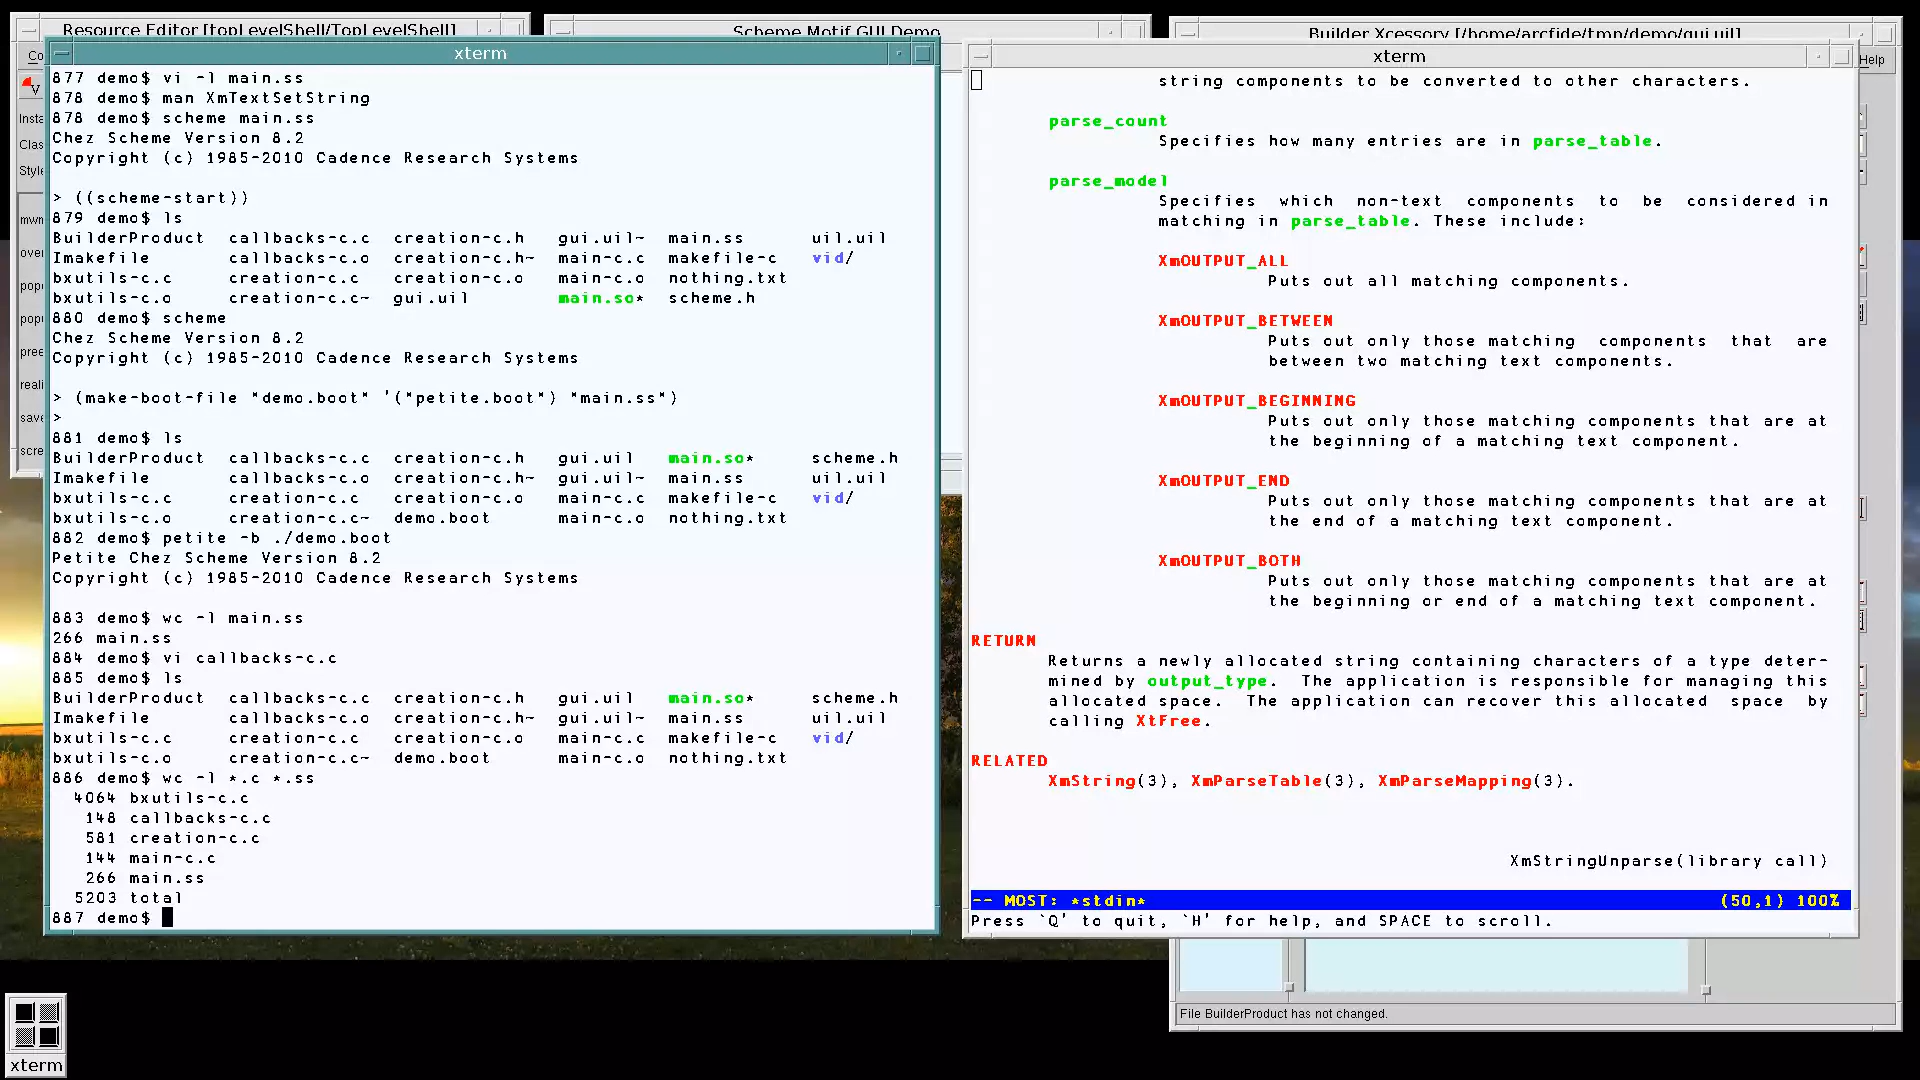 Resource Editor [topLevelShell/TopLevelShell]
Scheme Motif GUI Demo
Builder Xcessory [/home/arcfide/tmp/demo/gui.uil]
Help
Co
V
Insta
Clas
Style
mwn
over
popu
popu
pree
reali
save
scre
xterm
877 demo$ vi -l main.ss
878 demo$ man XmTextSetString
878 demo$ scheme main.ss
Chez Scheme Version 8.2
Copyright (c) 1985-2010 Cadence Research Systems
> ((scheme-start))
879 demo$ ls
BuilderProduct callbacks-c.c creation-c.h gui.uil~ main.ss uil.uil
Imakefile callbacks-c.o creation-c.h~ main-c.c makefile-c vid/
bxutils-c.c creation-c.c creation-c.o main-c.o nothing.txt
bxutils-c.o creation-c.c~ gui.uil main.so* scheme.h
880 demo$ scheme
Chez Scheme Version 8.2
Copyright (c) 1985-2010 Cadence Research Systems
> (make-boot-file "demo.boot" '("petite.boot") "main.ss")
>
881 demo$ ls
BuilderProduct callbacks-c.c creation-c.h gui.uil main.so* scheme.h
Imakefile callbacks-c.o creation-c.h~ gui.uil~ main.ss uil.uil
bxutils-c.c creation-c.c creation-c.o main-c.c makefile-c vid/
bxutils-c.o creation-c.c~ demo.boot main-c.o nothing.txt
882 demo$ petite -b ./demo.boot
Petite Chez Scheme Version 8.2
Copyright (c) 1985-2010 Cadence Research Systems
883 demo$ wc -l main.ss
266 main.ss
884 demo$ vi callbacks-c.c
885 demo$ ls
BuilderProduct callbacks-c.c creation-c.h gui.uil main.so* scheme.h
Imakefile callbacks-c.o creation-c.h~ gui.uil~ main.ss uil.uil
bxutils-c.c creation-c.c creation-c.o main-c.c makefile-c vid/
bxutils-c.o creation-c.c~ demo.boot main-c.o nothing.txt
886 demo$ wc -l *.c *.ss
4064 bxutils-c.c
148 callbacks-c.c
581 creation-c.c
144 main-c.c
266 main.ss
5203 total
887 demo$
xterm
string components to be converted to other characters.
parse_count
Specifies how many entries are in parse_table.
parse_model
Specifies which non-text components to be considered in
matching in parse_table. These include:
XmOUTPUT_ALL
Puts out all matching components.
XmOUTPUT_BETWEEN
Puts out only those matching components that are
between two matching text components.
XmOUTPUT_BEGINNING
Puts out only those matching components that are at
the beginning of a matching text component.
XmOUTPUT_END
Puts out only those matching components that are at
the end of a matching text component.
XmOUTPUT_BOTH
Puts out only those matching components that are at
the beginning or end of a matching text component.
RETURN
Returns a newly allocated string containing characters of a type deter-
mined by output_type. The application is responsible for managing this
allocated space. The application can recover this allocated space by
calling XtFree.
RELATED
XmString(3), XmParseTable(3), XmParseMapping(3).
XmStringUnparse(library call)
-- MOST: *stdin* (50,1) 100%
Press `Q' to quit, `H' for help, and SPACE to scroll.
File BuilderProduct has not changed.
xterm